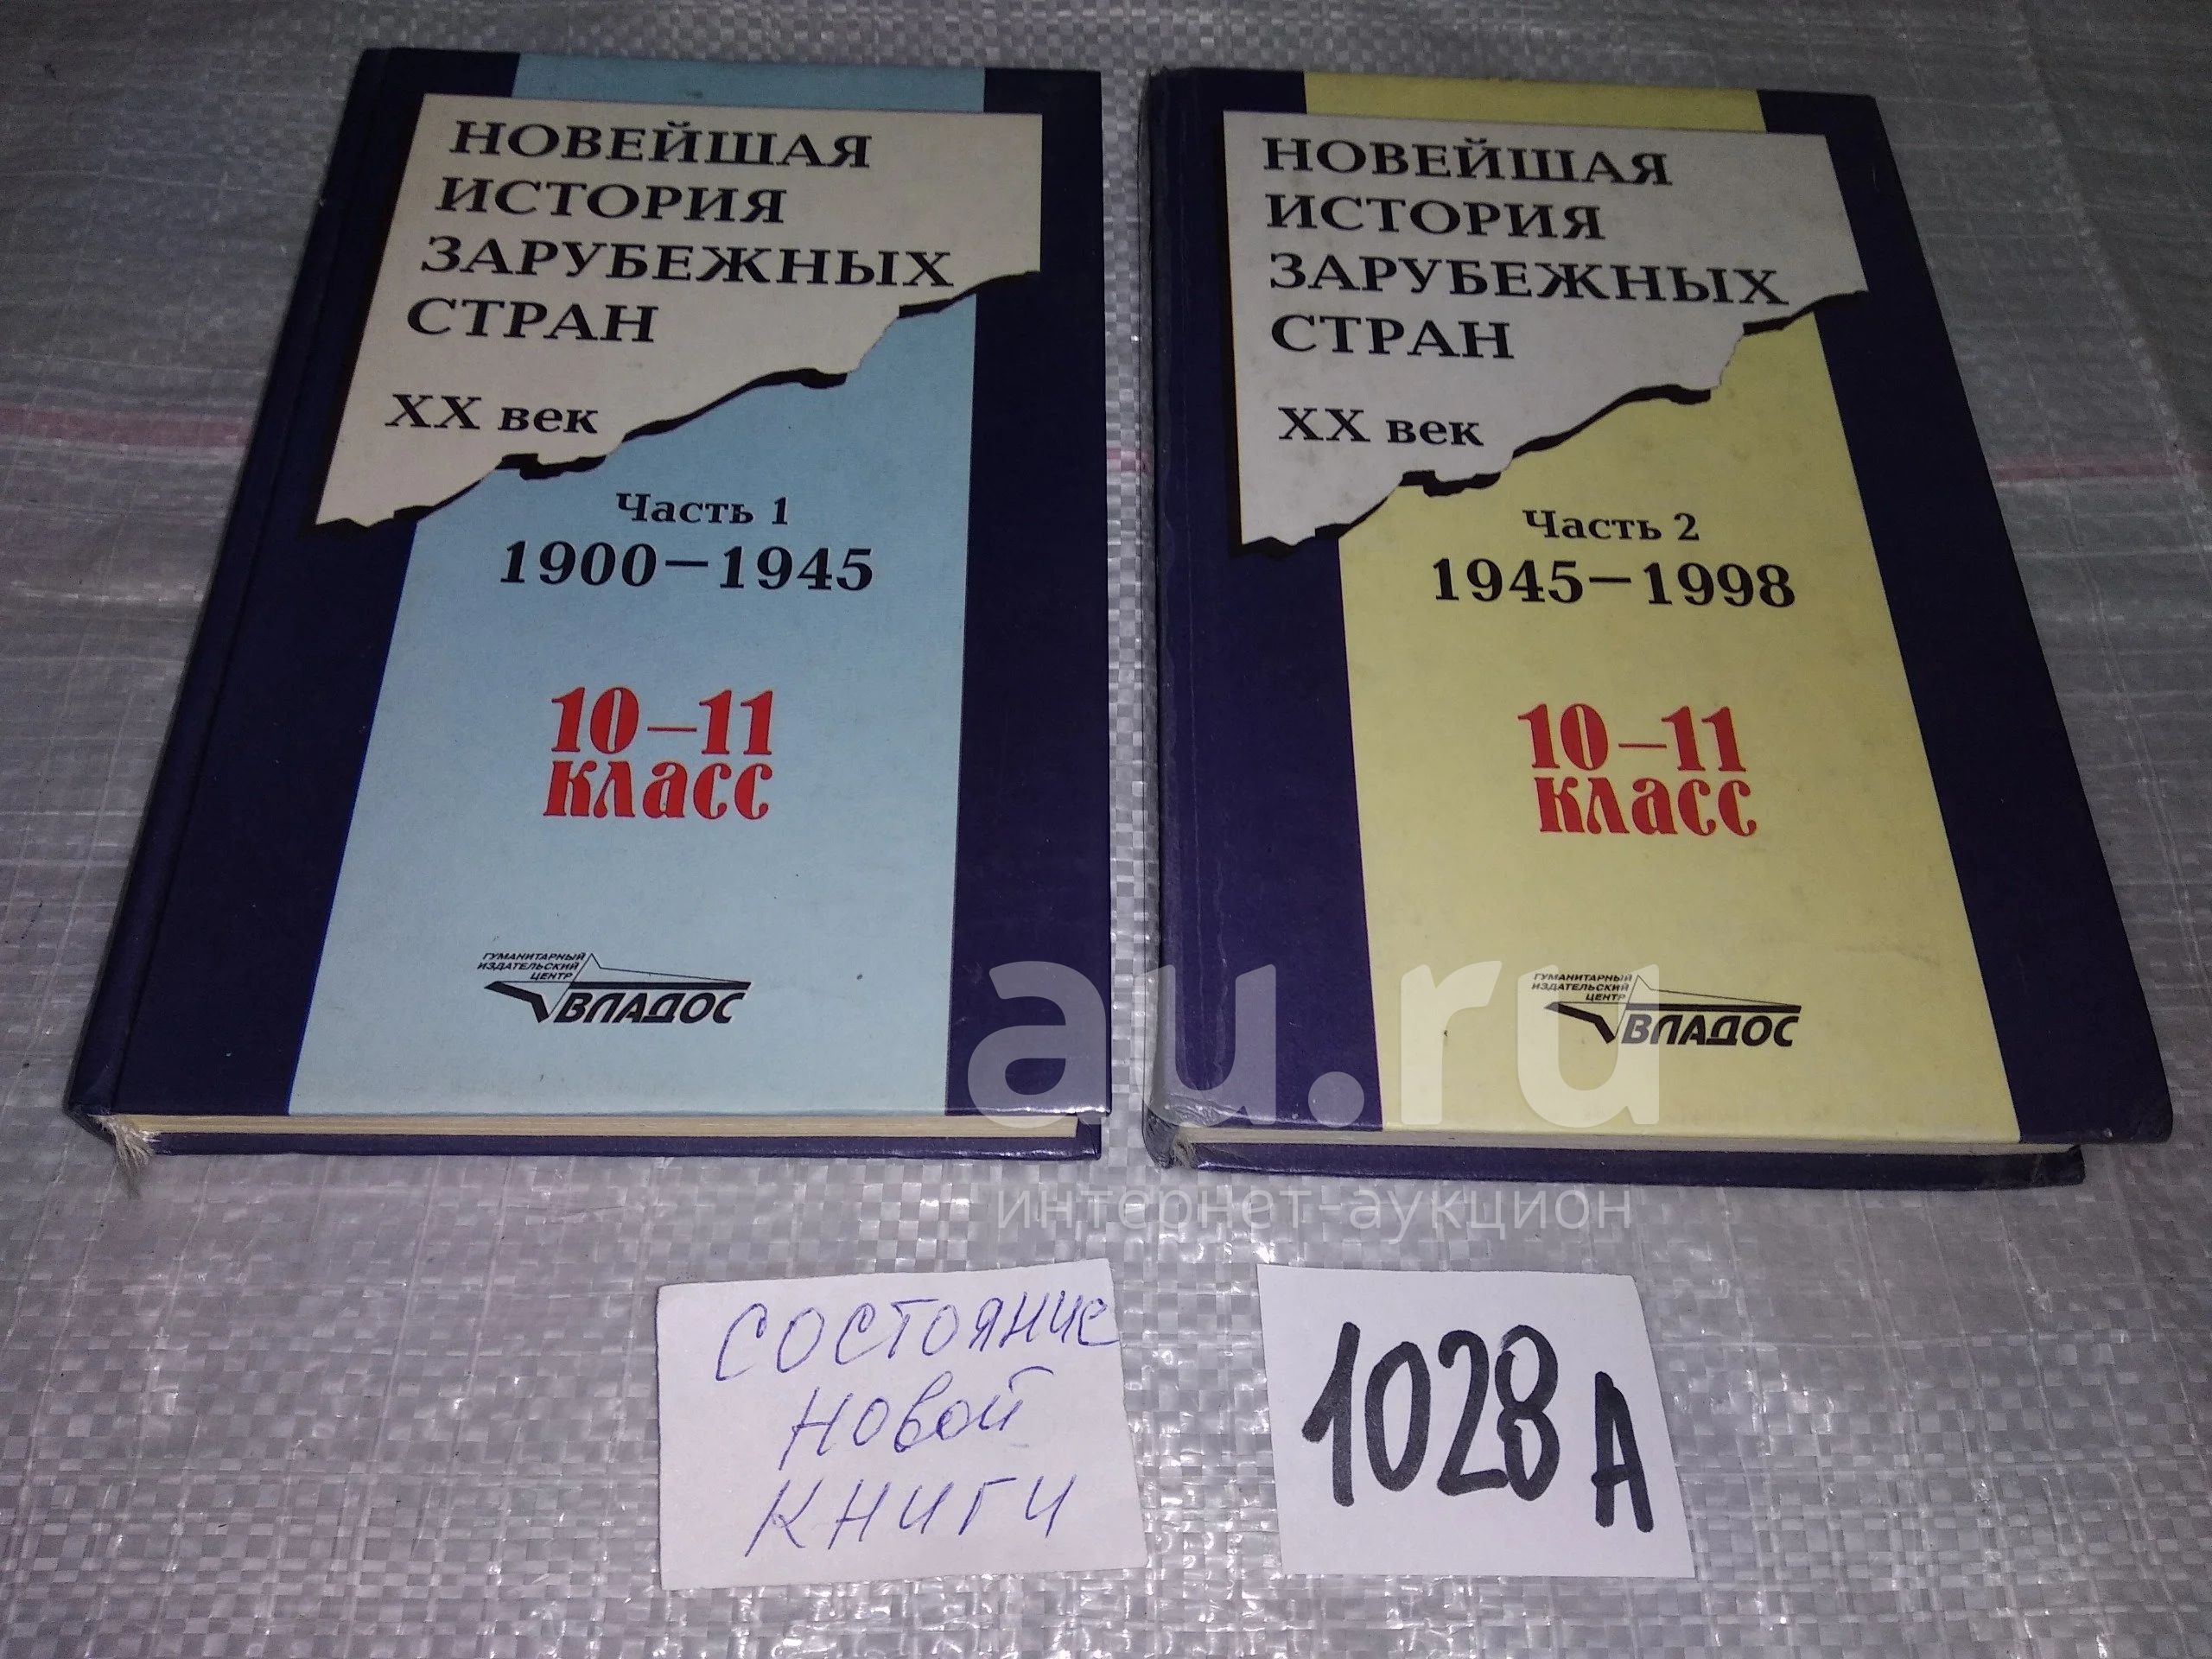 НОВЕЙШАЯ
ИСТОРИЯ
ЗАРУБЕЖНЫХ
СТРАН
XX век
Часть 1
1900–1945
10–11
класс
ГУМАНИТАРНЫЙ
ИЗДАТЕЛЬСКИЙ
ЦЕНТР
ВЛАДОС
НОВЕЙШАЯ
ИСТОРИЯ
ЗАРУБЕЖНЫХ
СТРАН
XX век
Часть 2
1945–1998
10–11
класс
ГУМАНИТАРНЫЙ
ИЗДАТЕЛЬСКИЙ
ЦЕНТР
ВЛАДОС
au.ru
интернет-аукцион
состояние
новой
книги
1028 А